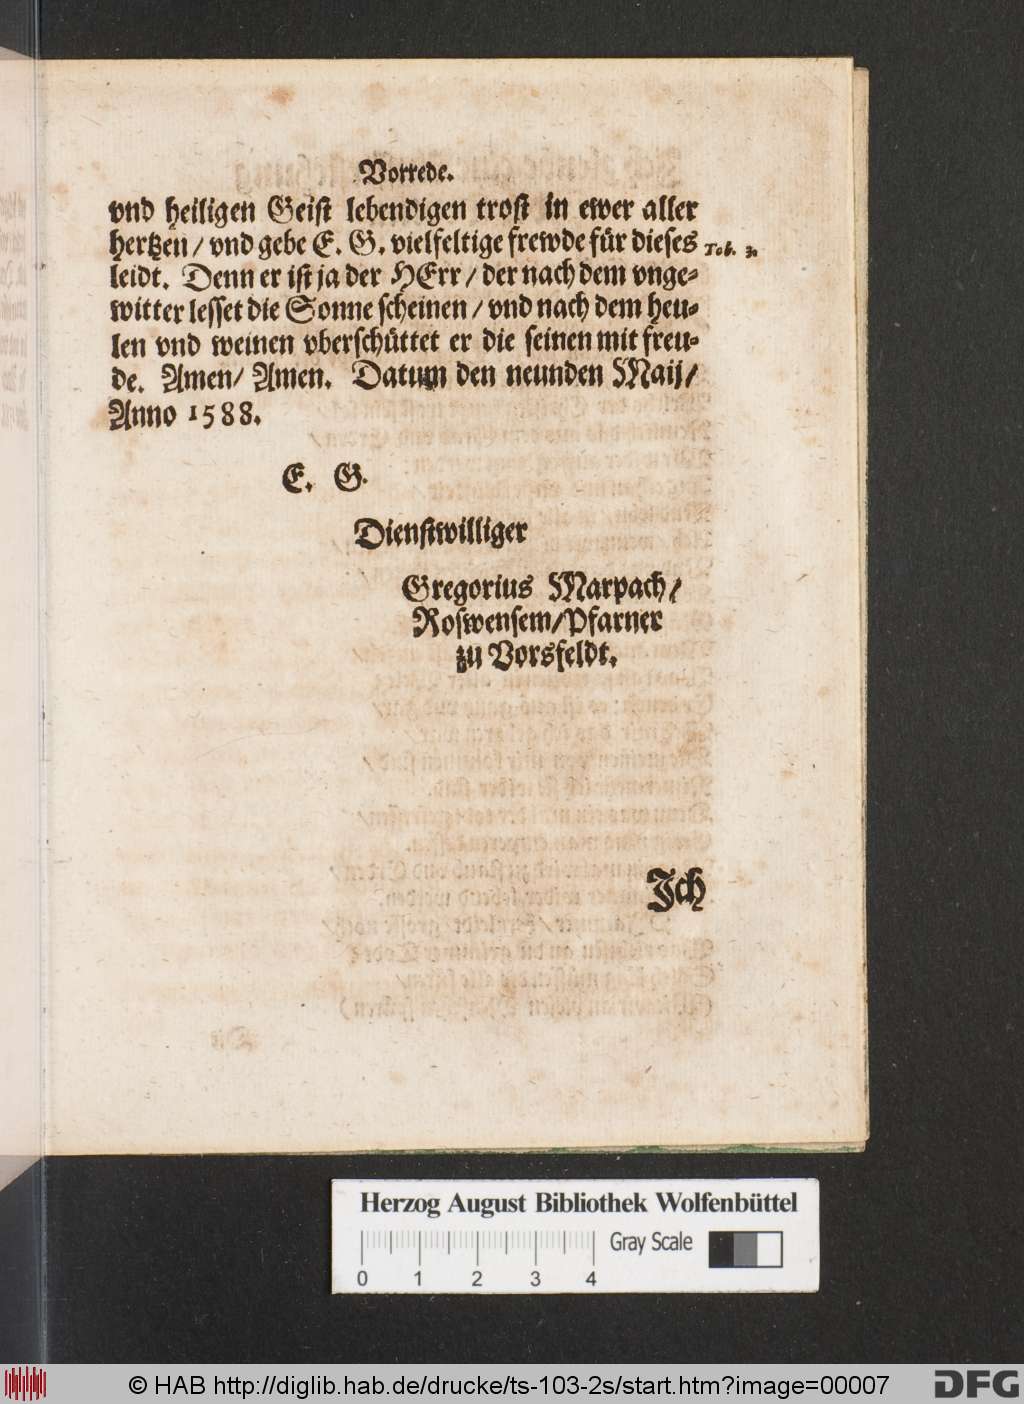 Vorrede.
vnd heiligen Geist lebendigen trost in ewer aller
hertzen / vnd gebe E. G. vielfeltige frewde für dieses
Tob. 3.
leidt. Denn er ist ja der HErr / der nach dem vnge-
witter lesset die Sonne scheinen / vnd nach dem heu-
len vnd weinen vberschüttet er die seinen mit freu-
de. Amen / Amen. Datum den neunden Maij /
Anno 1588.
E. G.
Dienstwilliger
Gregorius Marpach /
Roswensem / Pfarner
zu Vorsfeldt.
Ich
Herzog August Bibliothek Wolfenbüttel
Gray Scale
0 1 2 3 4
© HAB http://diglib.hab.de/drucke/ts-103-2s/start.htm?image=00007
DFG